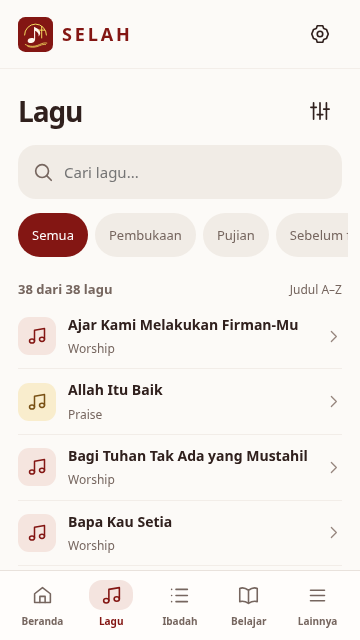 SELAH
Lagu
Cari lagu...
Semua
Pembukaan
Pujian
Sebelum
38 dari 38 lagu
Judul A–Z
Ajar Kami Melakukan Firman-Mu
Worship
Allah Itu Baik
Praise
Bagi Tuhan Tak Ada yang Mustahil
Worship
Bapa Kau Setia
Worship
Beranda
Lagu
Ibadah
Belajar
Lainnya